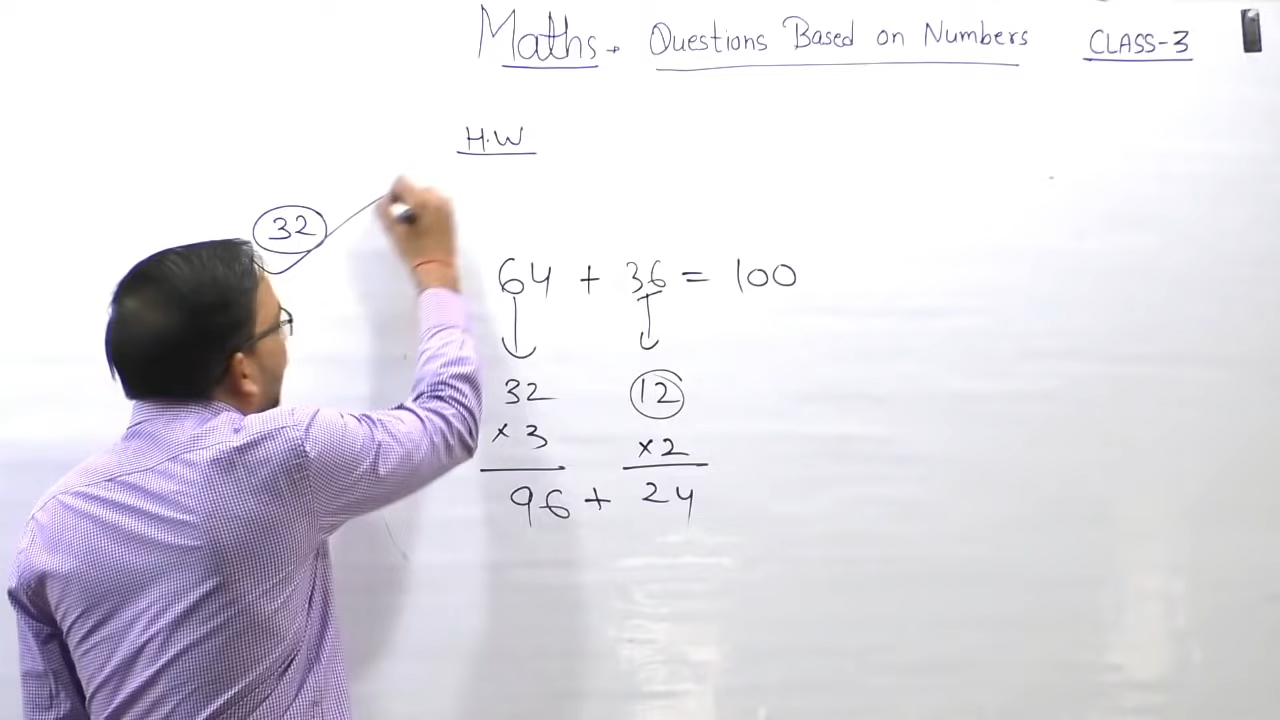 Maths. Questions Based on Numbers CLASS-3
H.W
32
64 + 36 = 100
32 12
× 3 × 2
96 + 24